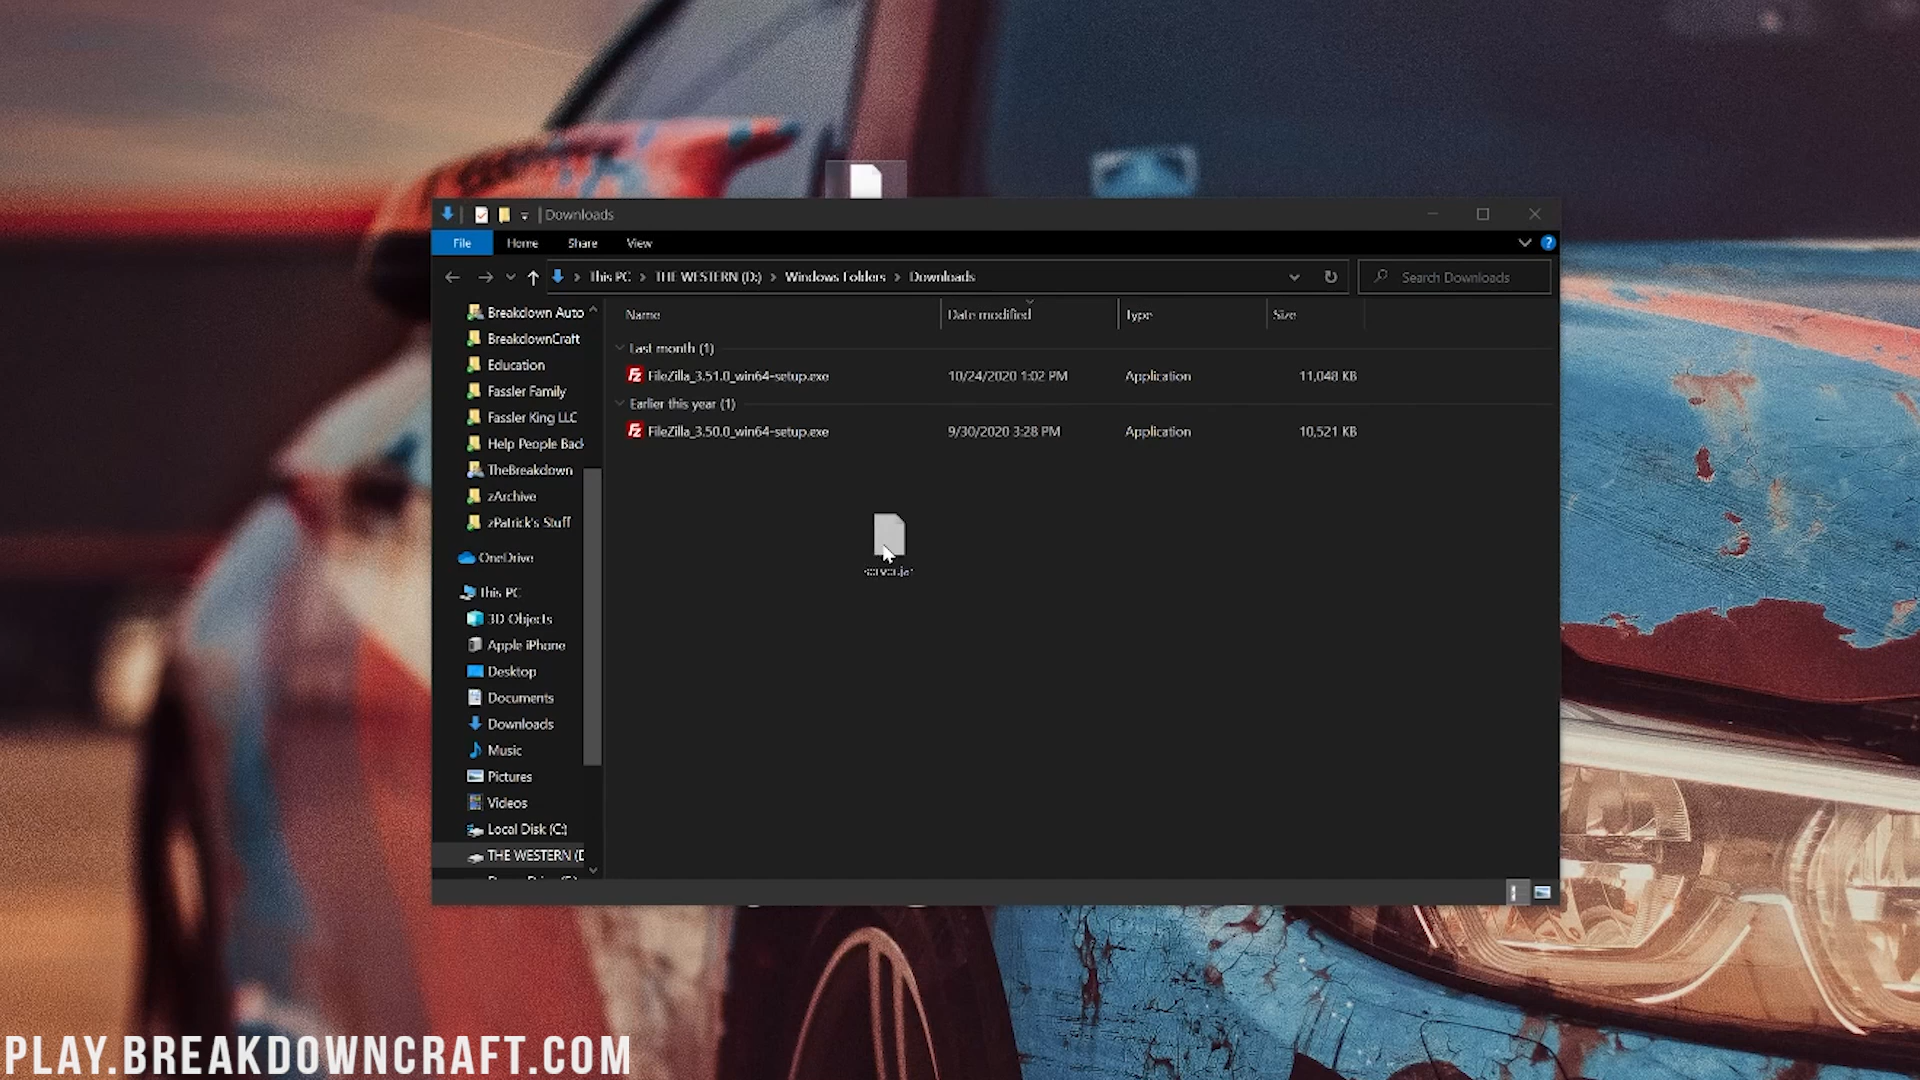 Downloads
File Home Share View
This PC THE WESTERN (D:) Windows Folders Downloads
Search Downloads
Name Date modified Type Size
Breakdown Auto
BreakdownCraft
Education
Fassler Family
Fassler King LLC
Help People Back
TheBreakdown
zArchive
zPatrick's Stuff
OneDrive
This PC
3D Objects
Apple iPhone
Desktop
Documents
Downloads
Music
Pictures
Videos
Local Disk (C:)
THE WESTERN (D
Last month (1)
FileZilla_3.51.0_win64-setup.exe 10/24/2020 1:02 PM Application 11,048 KB
Earlier this year (1)
FileZilla_3.50.0_win64-setup.exe 9/30/2020 3:28 PM Application 10,521 KB
server.jar
PLAY.BREAKDOWNCRAFT.COM